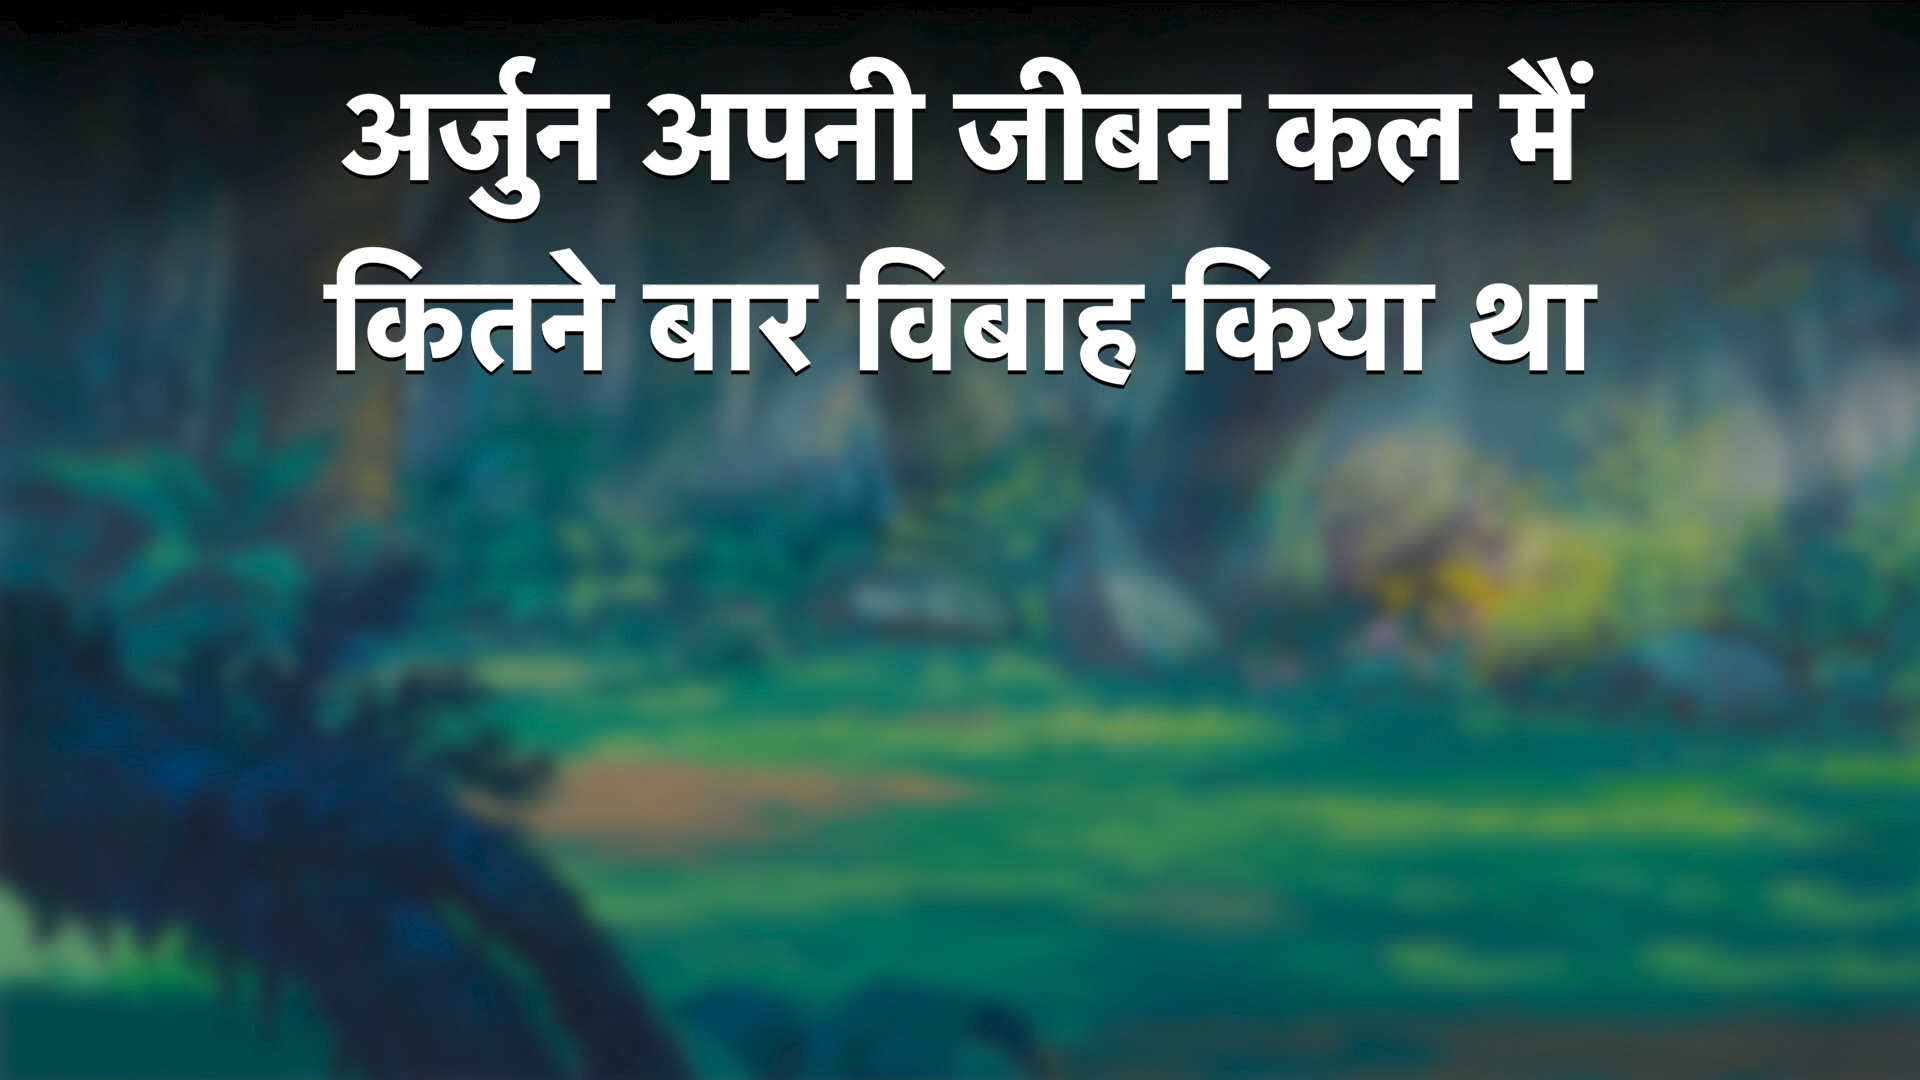 अर्जुन अपनी जीबन कल मैं
कितने बार विबाह किया था